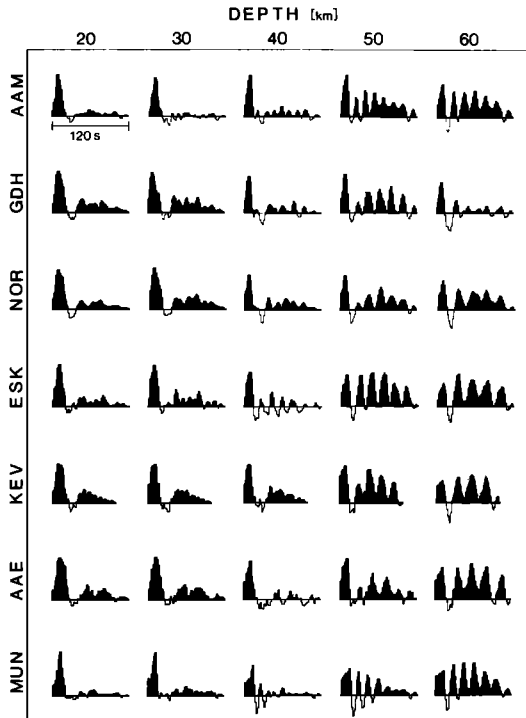 DEPTH [km]
20 30 40 50 60
AAM
120 s
GDH
NOR
ESK
KEV
AAE
MUN